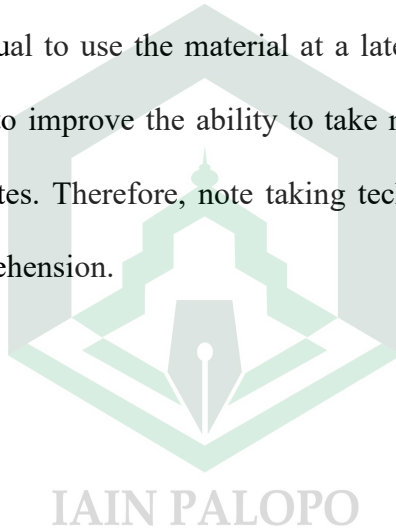 ual to use the material at a late
to improve the ability to take
tes. Therefore, note taking tec
ehension.
IAIN PALOPO